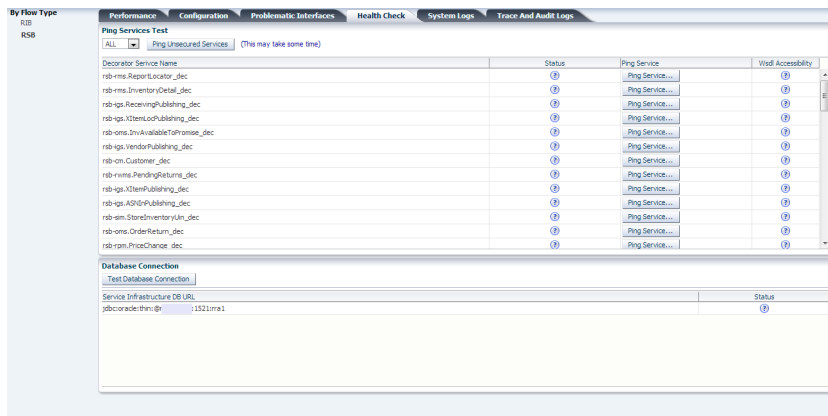 By Flow Type
RIB
RSB
Performance Configuration Problematic Interfaces Health Check System Logs Trace And Audit Logs
Ping Services Test
ALL Ping Unsecured Services (This may take some time)
Decorator Serivce Name Status Ping Service Wsdl Accessibility
rsb-rms.ReportLocator_dec Ping Service...
rsb-rms.InventoryDetail_dec Ping Service...
rsb-igs.ReceivingPublishing_dec Ping Service...
rsb-igs.XItemLocPublishing_dec Ping Service...
rsb-oms.InvAvailableToPromise_dec Ping Service...
rsb-igs.VendorPublishing_dec Ping Service...
rsb-cm.Customer_dec Ping Service...
rsb-rwms.PendingReturns_dec Ping Service...
rsb-igs.XItemPublishing_dec Ping Service...
rsb-igs.ASNInPublishing_dec Ping Service...
rsb-sim.StoreInventoryUin_dec Ping Service...
rsb-oms.OrderReturn_dec Ping Service...
rsb-rpm.PriceChange_dec Ping Service...
Database Connection
Test Database Connection
Service Infrastructure DB URL Status
jdbc:oracle:thin:@r :1521:rra1